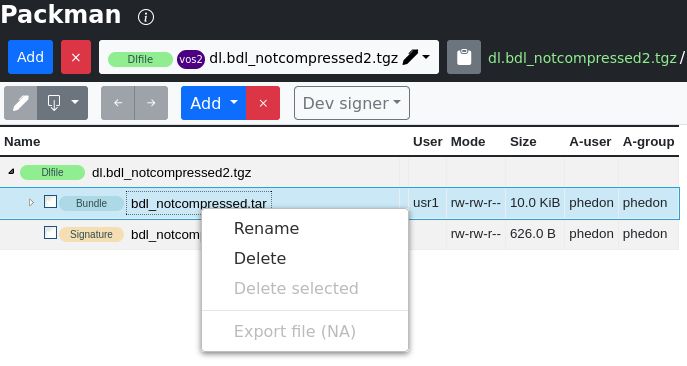 Packman
Add × Dlfile vos2 dl.bdl_notcompressed2.tgz dl.bdl_notcompressed2.tgz/
Add × Dev signer
Name User Mode Size A-user A-group
Dlfile dl.bdl_notcompressed2.tgz
Bundle bdl_notcompressed.tar usr1 rw-rw-r-- 10.0 KiB phedon phedon
Signature bdl_notcom rw-rw-r-- 626.0 B phedon phedon
Rename
Delete
Delete selected
Export file (NA)